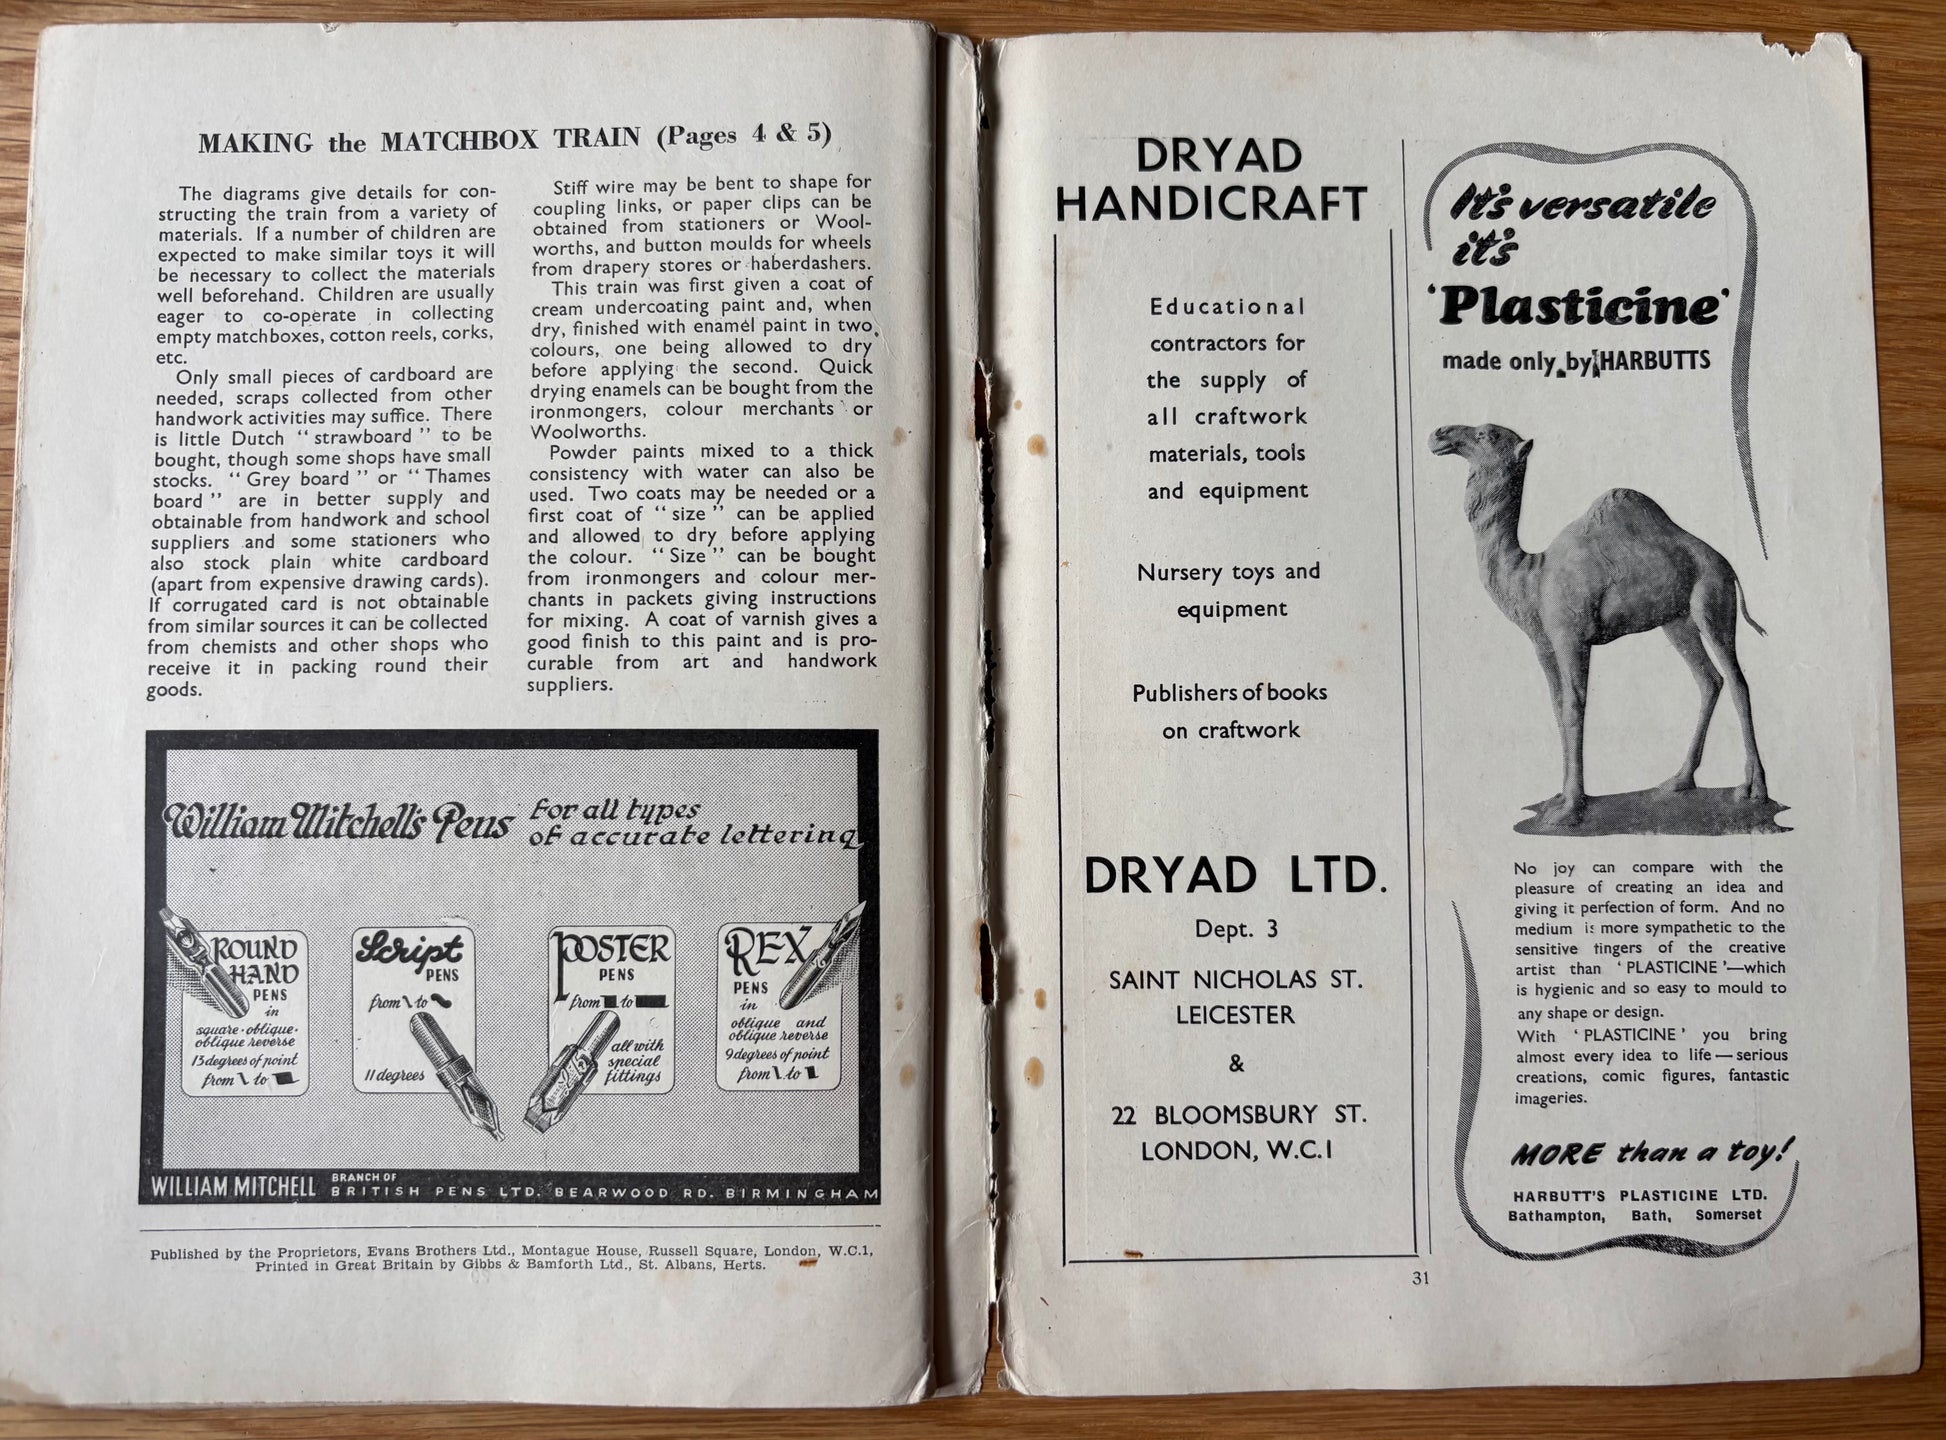 MAKING the MATCHBOX TRAIN (Pages 4 & 5)
The diagrams give details for con-
structing the train from a variety of
materials. If a number of children are
expected to make similar toys it will
be necessary to collect the materials
well beforehand. Children are usually
eager to co-operate in collecting
empty matchboxes, cotton reels, corks,
etc.
Only small pieces of cardboard are
needed, scraps collected from other
handwork activities may suffice. There
is little Dutch “ strawboard ” to be
bought, though some shops have small
stocks. “ Grey board ” or “ Thames
board ” are in better supply and
obtainable from handwork and school
suppliers and some stationers who
also stock plain white cardboard
(apart from expensive drawing cards).
If corrugated card is not obtainable
from similar sources it can be collected
from chemists and other shops who
receive it in packing round their
goods.
Stiff wire may be bent to shape for
coupling links, or paper clips can be
obtained from stationers or Wool-
worths, and button moulds for wheels
from drapery stores or haberdashers.
This train was first given a coat of
cream undercoating paint and, when
dry, finished with enamel paint in two
colours, one being allowed to dry
before applying the second. Quick
drying enamels can be bought from the
ironmongers, colour merchants or
Woolworths.
Powder paints mixed to a thick
consistency with water can also be
used. Two coats may be needed or a
first coat of “ size ” can be applied
and allowed to dry before applying
the colour. “ Size ” can be bought
from ironmongers and colour mer-
chants in packets giving instructions
for mixing. A coat of varnish gives a
good finish to this paint and is pro-
curable from art and handwork
suppliers.
William Mitchell's Pens
For all types
of accurate lettering
ROUND
HAND
PENS
in
square · oblique ·
oblique reverse
13 degrees of point
from to
Script
PENS
from to
11 degrees
POSTER
PENS
from to
all with
special
fittings
REX
PENS
in
oblique and
oblique reverse
9 degrees of point
from to
WILLIAM MITCHELL BRANCH OF
BRITISH PENS LTD. BEARWOOD RD. BIRMINGHAM
Published by the Proprietors, Evans Brothers Ltd., Montague House, Russell Square, London, W.C.1,
Printed in Great Britain by Gibbs & Bamforth Ltd., St. Albans, Herts.
DRYAD
HANDICRAFT
Educational
contractors for
the supply of
all craftwork
materials, tools
and equipment
Nursery toys and
equipment
Publishers of books
on craftwork
DRYAD LTD.
Dept. 3
SAINT NICHOLAS ST.
LEICESTER
&
22 BLOOMSBURY ST.
LONDON, W.C.1
It's versatile
it's
‘Plasticine’
made only by HARBUTTS
No joy can compare with the
pleasure of creating an idea and
giving it perfection of form. And no
medium is more sympathetic to the
sensitive fingers of the creative
artist than ‘ PLASTICINE ’—which
is hygienic and so easy to mould to
any shape or design.
With ‘ PLASTICINE ’ you bring
almost every idea to life — serious
creations, comic figures, fantastic
imageries.
MORE than a toy!
HARBUTT'S PLASTICINE LTD.
Bathampton, Bath, Somerset
31